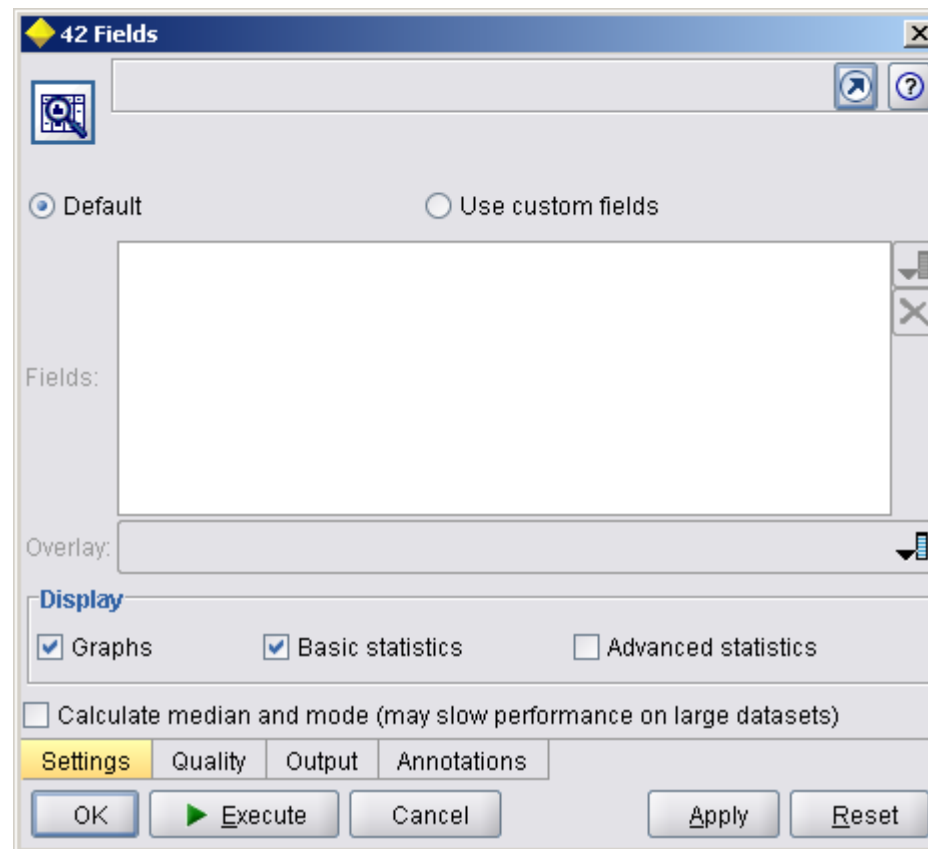 42 Fields
Default Use custom fields
Fields:
Overlay:
Display
Graphs Basic statistics Advanced statistics
Calculate median and mode (may slow performance on large datasets)
Settings Quality Output Annotations
OK Execute Cancel Apply Reset